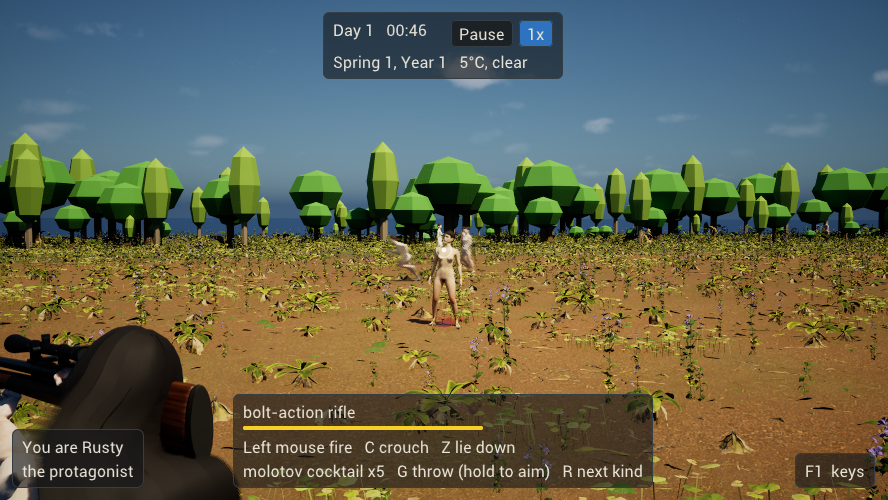 Day 1 00:46 Pause 1x
Spring 1, Year 1 5°C, clear
bolt-action rifle
Left mouse fire C crouch Z lie down
molotov cocktail x5 G throw (hold to aim) R next kind
You are Rusty
the protagonist
F1 keys